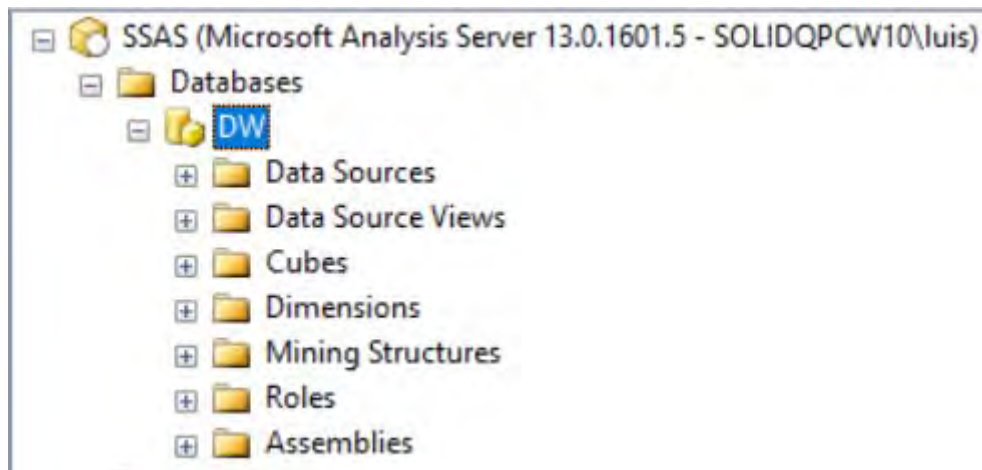 SSAS (Microsoft Analysis Server 13.0.1601.5 - SOLIDQPCW10\luis)
Databases
DW
Data Sources
Data Source Views
Cubes
Dimensions
Mining Structures
Roles
Assemblies